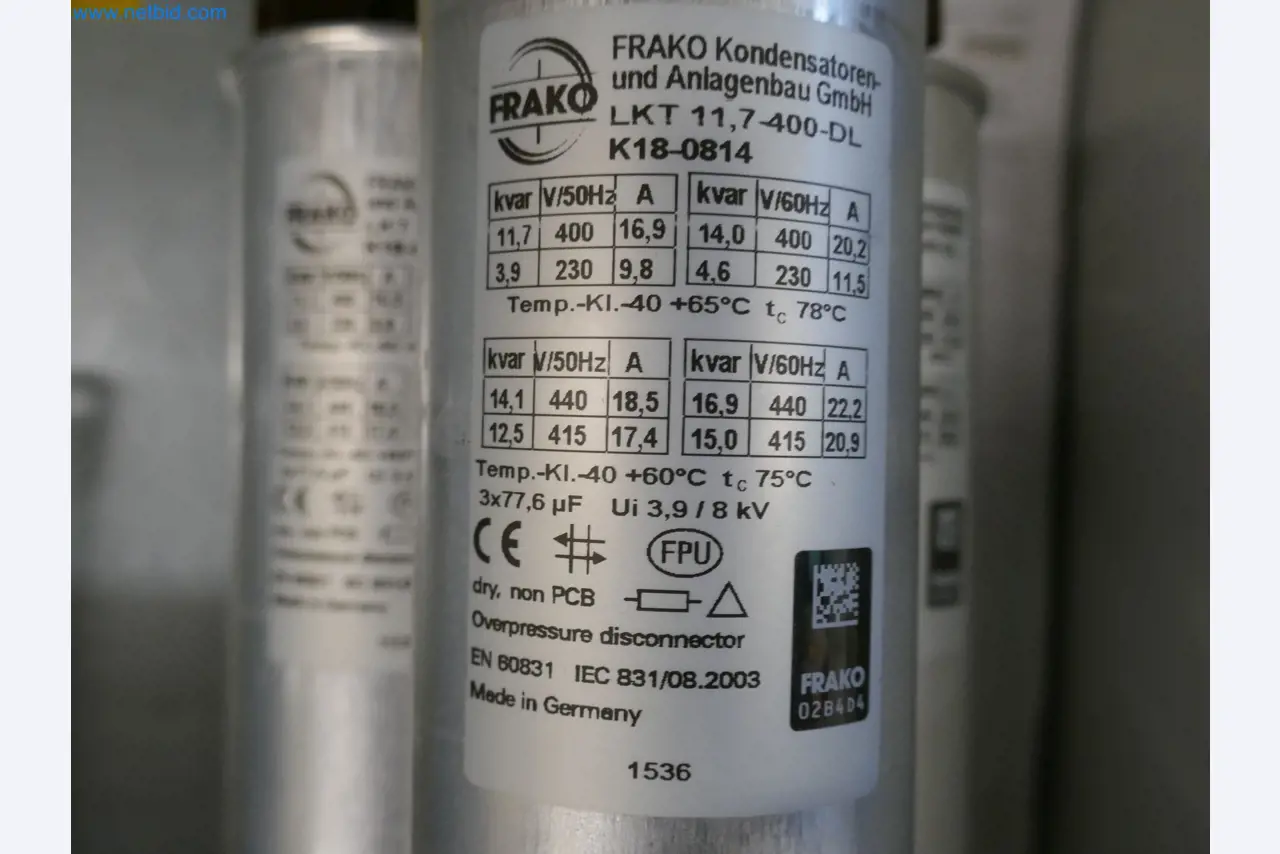 www.netbid.com
FRAKO
FRAKO Kondensatoren-
und Anlagenbau GmbH
LKT 11,7-400-DL
K18-0814
kvar V/50Hz A kvar V/60Hz A
11,7 400 16,9 14,0 400 20,2
3,9 230 9,8 4,6 230 11,5
Temp.-Kl.-40 +65°C tc 78°C
kvar V/50Hz A kvar V/60Hz A
14,1 440 18,5 16,9 440 22,2
12,5 415 17,4 15,0 415 20,9
Temp.-Kl.-40 +60°C tc 75°C
3x77,6 µF Ui 3,9 / 8 kV
CE FPU
dry, non PCB
Overpressure disconnector
EN 60831 IEC 831/08.2003
Made in Germany
FRAKO
02B4D4
1536
FRAKO